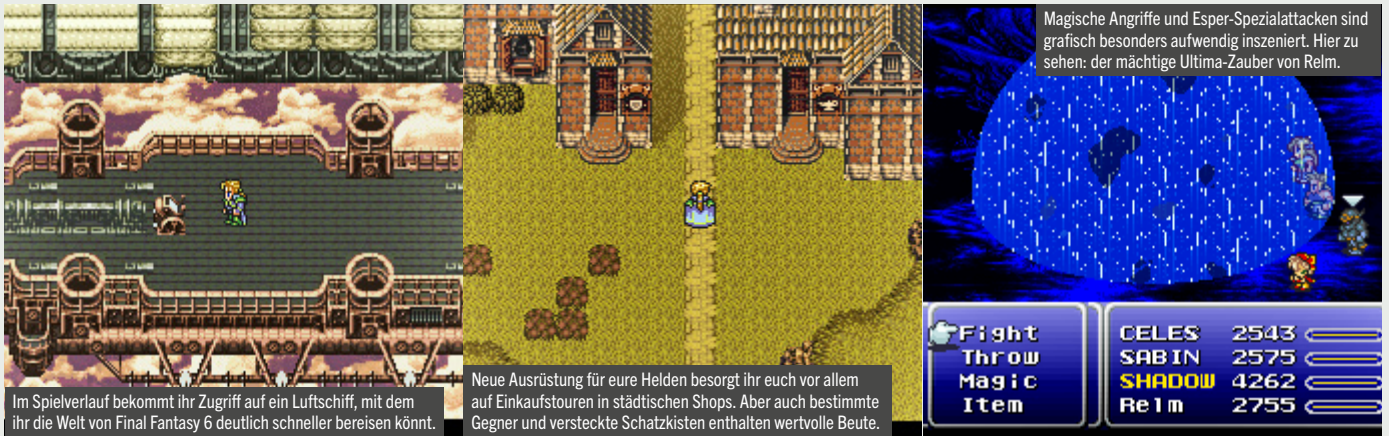 Im Spielverlauf bekommt ihr Zugriff auf ein Luftschiff, mit dem
ihr die Welt von Final Fantasy 6 deutlich schneller bereisen könnt.
Neue Ausrüstung für eure Helden besorgt ihr euch vor allem
auf Einkaufstouren in städtischen Shops. Aber auch bestimmte
Gegner und versteckte Schatzkisten enthalten wertvolle Beute.
Magische Angriffe und Esper-Spezialattacken sind
grafisch besonders aufwendig inszeniert. Hier zu
sehen: der mächtige Ultima-Zauber von Relm.
Fight CELES 2543
Throw SABIN 2575
Magic SHADOW 4262
Item Relm 2755